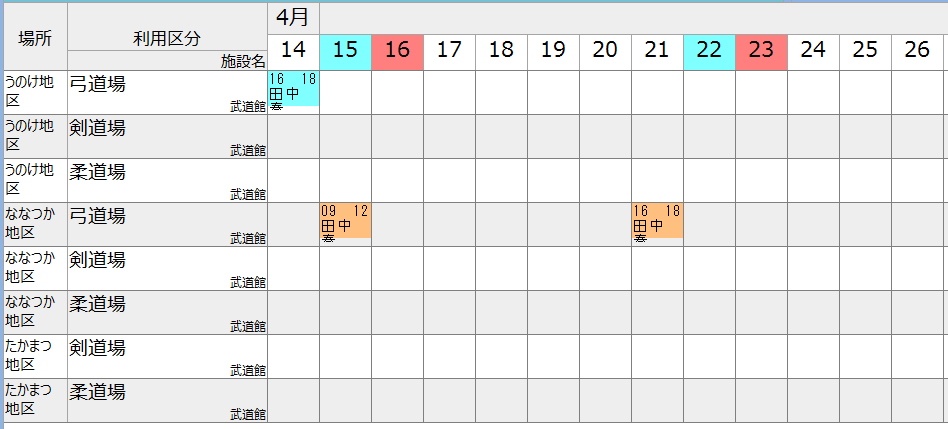 場所 利用区分 4月
施設名 14 15 16 17 18 19 20 21 22 23 24 25 26
うのけ地区 弓道場 武道館 16 18 田中
うのけ地区 剣道場 武道館
うのけ地区 柔道場 武道館
ななつか地区 弓道場 武道館 09 12 田中 16 18 田中
ななつか地区 剣道場 武道館
ななつか地区 柔道場 武道館
たかまつ地区 剣道場 武道館
たかまつ地区 柔道場 武道館